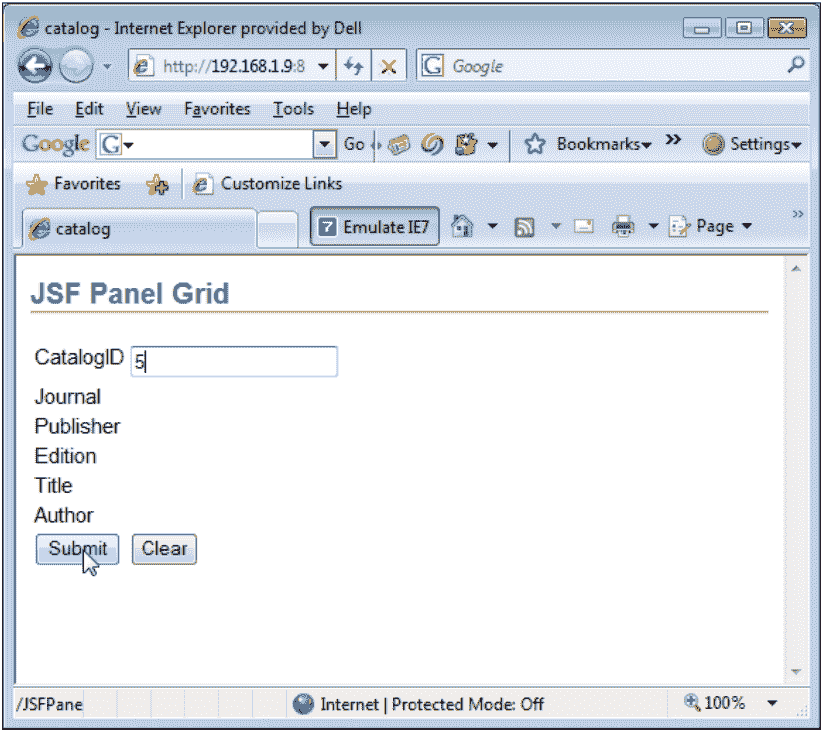 catalog - Internet Explorer provided by Dell
http://192.168.1.9:8 Google
File Edit View Favorites Tools Help
Google G Go Bookmarks » Settings
Favorites Customize Links
catalog 7 Emulate IE7 Page »
JSF Panel Grid
CatalogID 5
Journal
Publisher
Edition
Title
Author
Submit Clear
/JSFPane Internet | Protected Mode: Off 100%